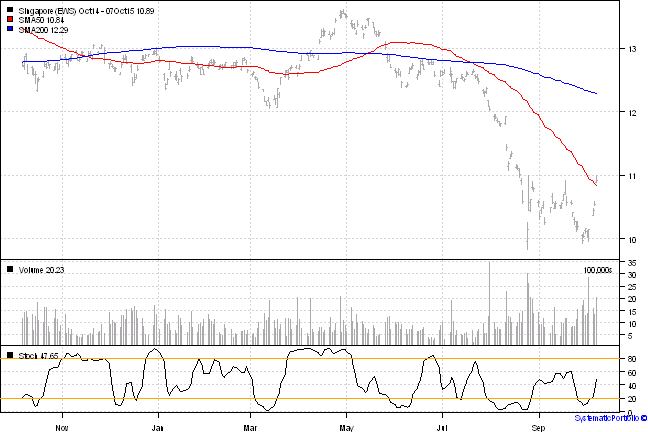 Singapore (EWS) Oct14 - 07Oct15 10.89
SMA50 10.84
SMA200 12.29
13
12
11
10
Volume 20.23
100,000s
35
30
25
20
15
10
5
Stoch 47.65
80
60
40
20
0
Nov Jan Mar May Jul Sep
SystematicPortfolio ©